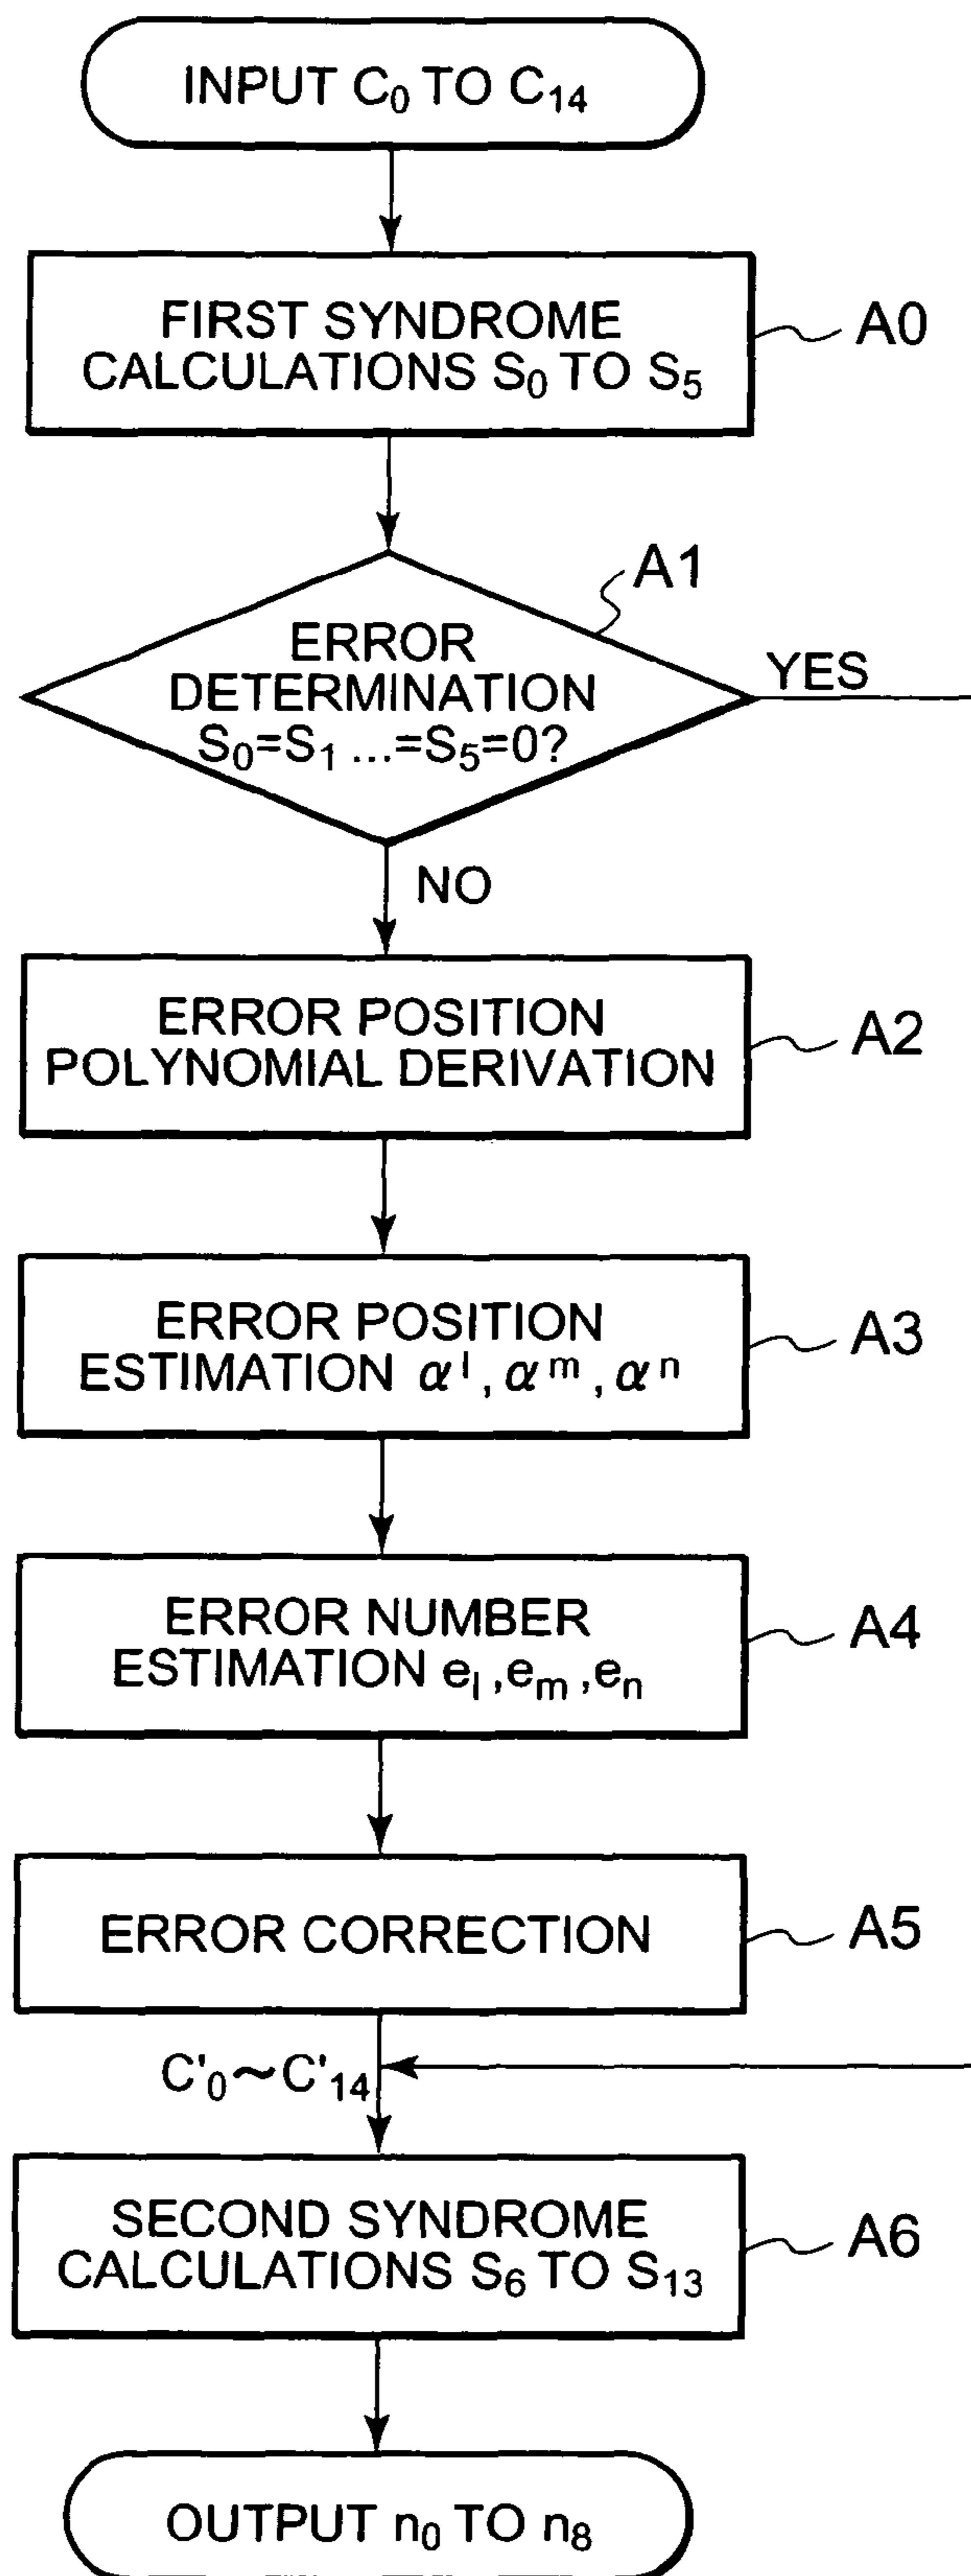 INPUT C₀ TO C₁₄
FIRST SYNDROME
CALCULATIONS S₀ TO S₅
A0
A1
ERROR
DETERMINATION
S₀=S₁ ...=S₅=0?
YES
NO
ERROR POSITION
POLYNOMIAL DERIVATION
A2
ERROR POSITION
ESTIMATION αˡ, αᵐ, αⁿ
A3
ERROR NUMBER
ESTIMATION eₗ, eₘ, eₙ
A4
ERROR CORRECTION
A5
C'₀~C'₁₄
SECOND SYNDROME
CALCULATIONS S₆ TO S₁₃
A6
OUTPUT n₀ TO n₈